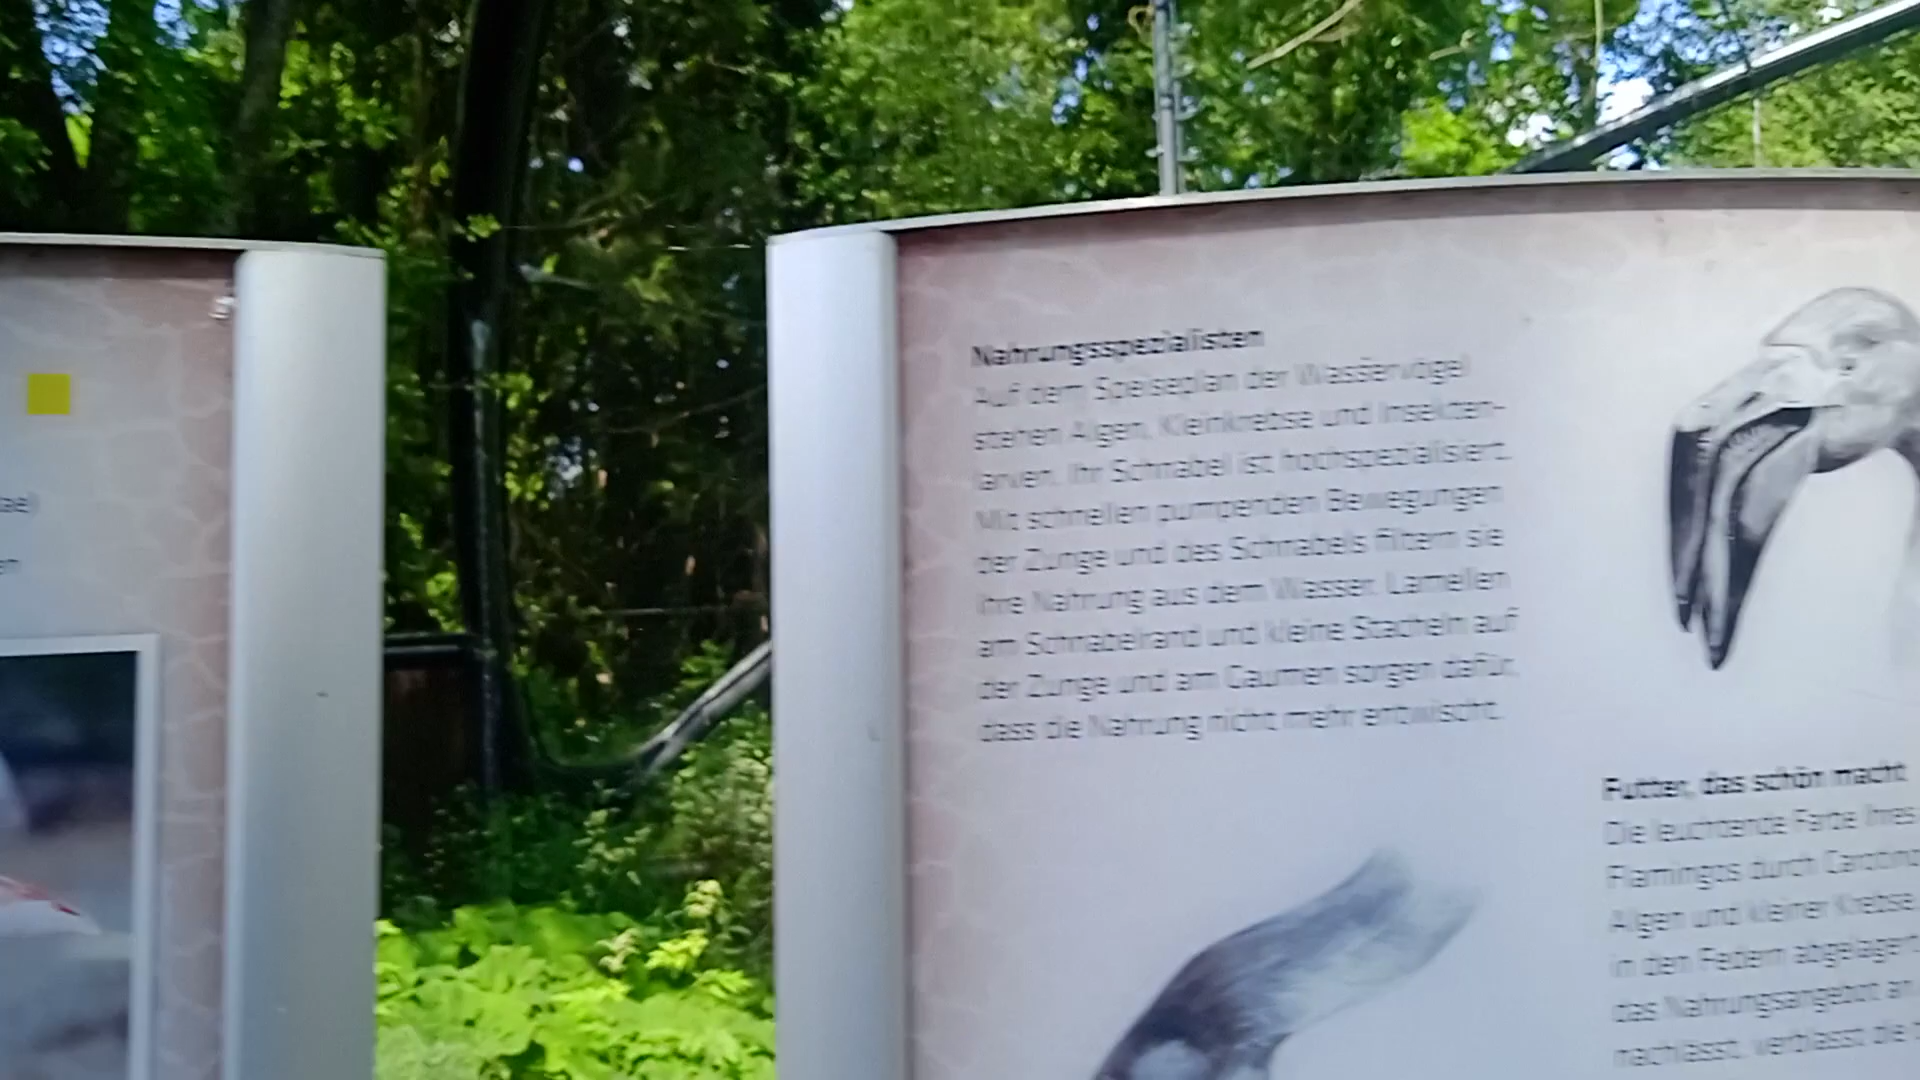 ae)
en
Nahrungsspezialisten
Auf dem Speiseplan der Wasservögel
stehen Algen, Kleinkrebse und Insekten-
larven. Ihr Schnabel ist hochspezialisiert.
Mit schnellen pumpenden Bewegungen
der Zunge und des Schnabels filtern sie
ihre Nahrung aus dem Wasser. Lamellen
am Schnabelrand und kleine Stacheln auf
der Zunge und am Gaumen sorgen dafür,
dass die Nahrung nicht mehr entwischt.
Futter, das schön macht
Die leuchtende Farbe ihres
Flamingos durch
Algen und kleiner Krebse
in den Federn abgelagert
das Nahrungsangebot an
nachlässt, verblasst die